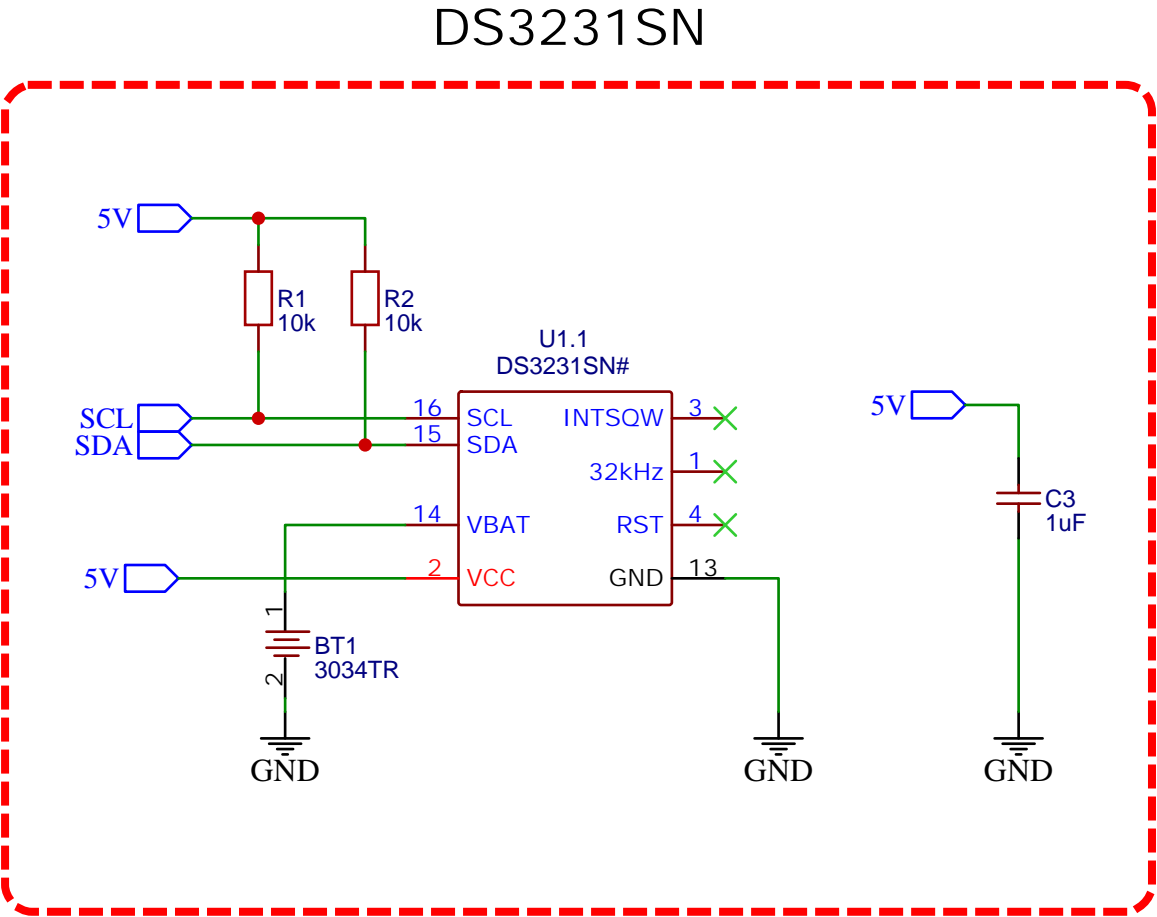 DS3231SN
5V
R1
10k
R2
10k
U1.1
DS3231SN#
SCL
SDA
16
15
14
2
SCL
SDA
VBAT
VCC
INTSQW
32kHz
RST
GND
3
1
4
13
5V
1
2
BT1
3034TR
GND
GND
5V
C3
1uF
GND